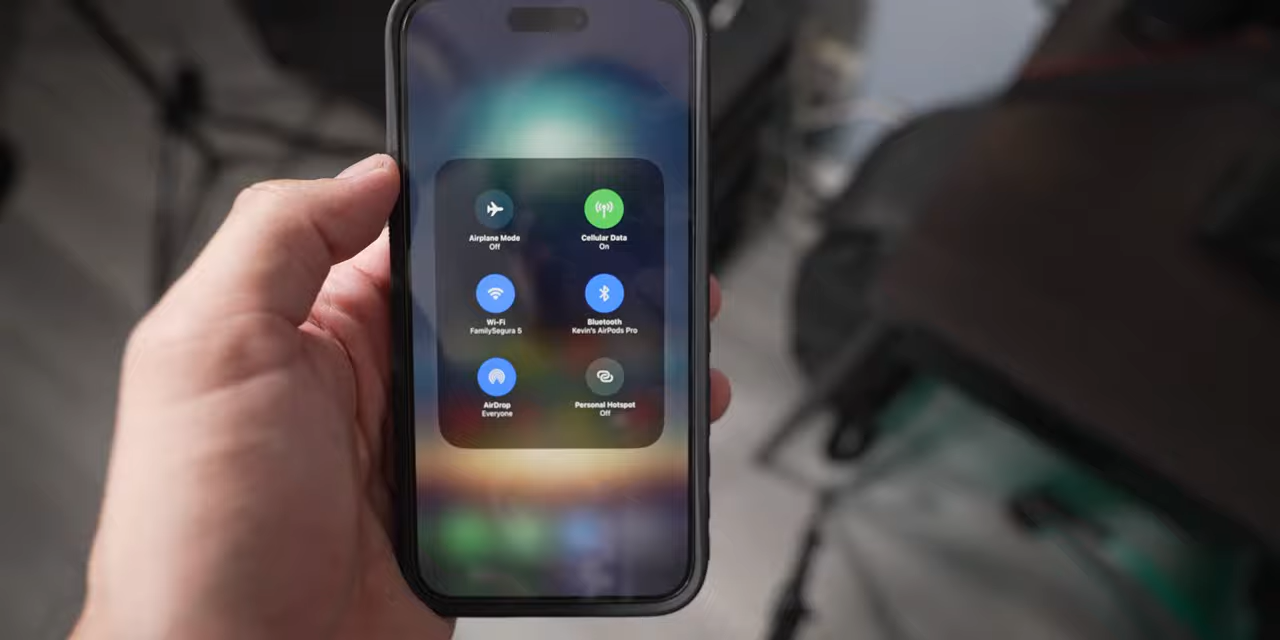 Airplane Mode
Off
Cellular Data
On
Wi-Fi
FamilySegura 5
Bluetooth
Kevin's AirPods Pro
AirDrop
Everyone
Personal Hotspot
Off